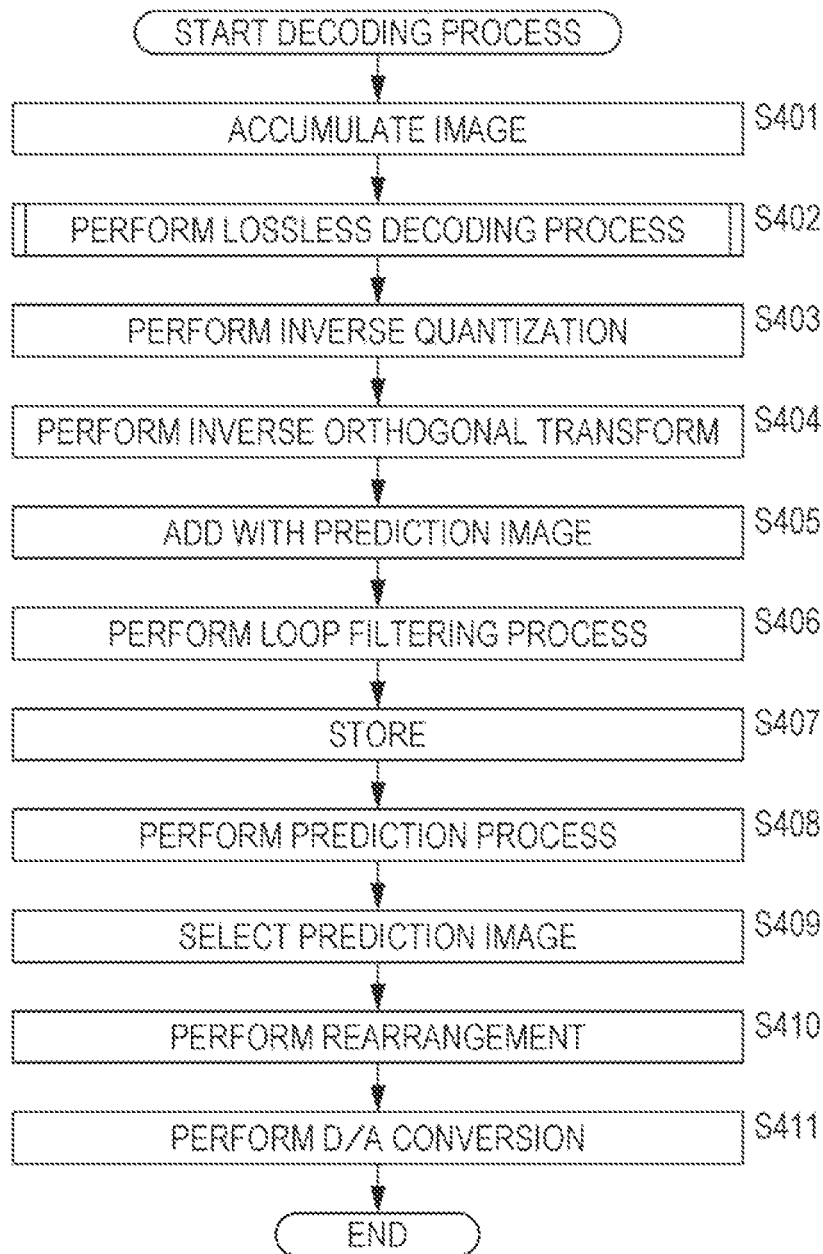 START DECODING PROCESS
ACCUMULATE IMAGE S401
PERFORM LOSSLESS DECODING PROCESS S402
PERFORM INVERSE QUANTIZATION S403
PERFORM INVERSE ORTHOGONAL TRANSFORM S404
ADD WITH PREDICTION IMAGE S405
PERFORM LOOP FILTERING PROCESS S406
STORE S407
PERFORM PREDICTION PROCESS S408
SELECT PREDICTION IMAGE S409
PERFORM REARRANGEMENT S410
PERFORM D/A CONVERSION S411
END